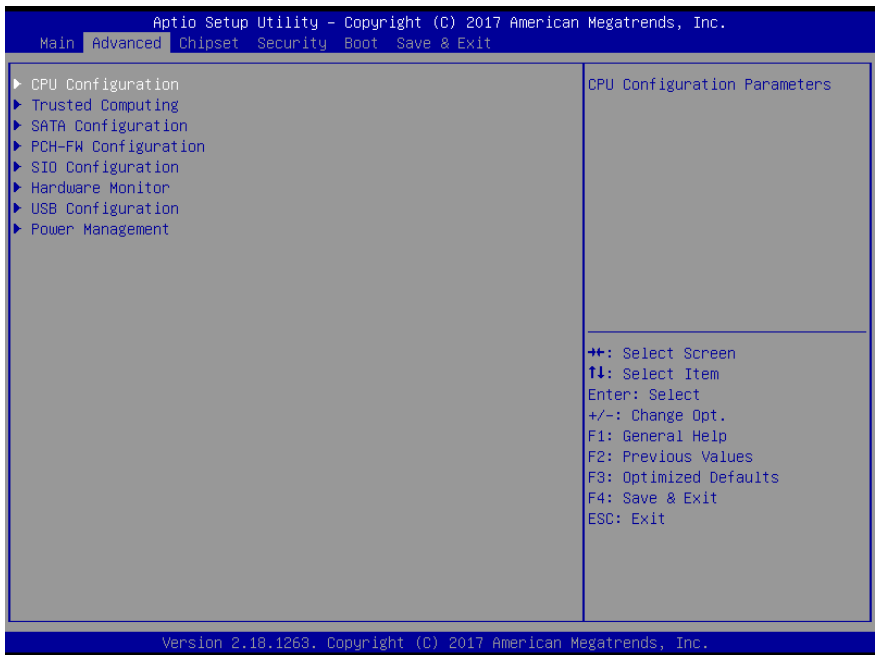 Aptio Setup Utility – Copyright (C) 2017 American Megatrends, Inc.
Main Advanced Chipset Security Boot Save & Exit
▶ CPU Configuration
▶ Trusted Computing
▶ SATA Configuration
▶ PCH-FW Configuration
▶ SIO Configuration
▶ Hardware Monitor
▶ USB Configuration
▶ Power Management
CPU Configuration Parameters
→←: Select Screen
↑↓: Select Item
Enter: Select
+/-: Change Opt.
F1: General Help
F2: Previous Values
F3: Optimized Defaults
F4: Save & Exit
ESC: Exit
Version 2.18.1263. Copyright (C) 2017 American Megatrends, Inc.